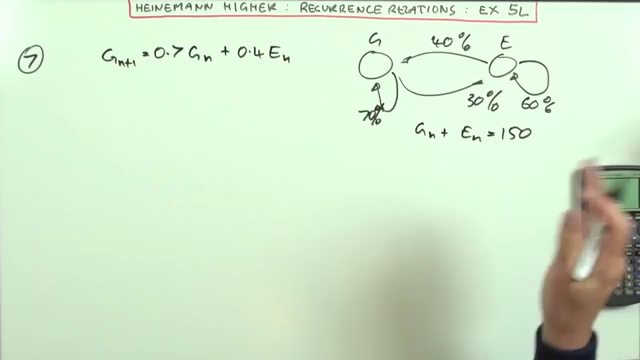 HEINEMANN HIGHER : RECURRENCE RELATIONS : EX 5L
7 Gn+1 = 0.7 Gn + 0.4 En
G E
40%
30% 60%
70%
Gn + En = 150